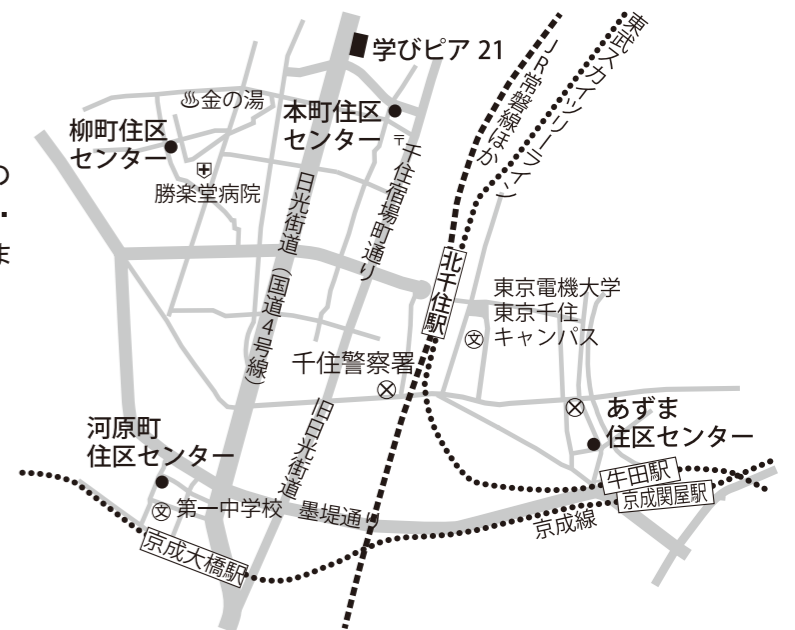 学びピア 21
金の湯
本町住区
センター
柳町住区
センター
勝楽堂病院
の
ま
JR常磐線ほか
東武スカイツリーライン
〒
千住宿場町通り
日光街道（国道4号線）
北千住駅
東京電機大学
東京千住
キャンパス
文
千住警察署
旧日光街道
あずま
住区センター
河原町
住区センター
文
第一中学校
墨堤通り
牛田駅
京成関屋駅
京成線
京成大橋駅